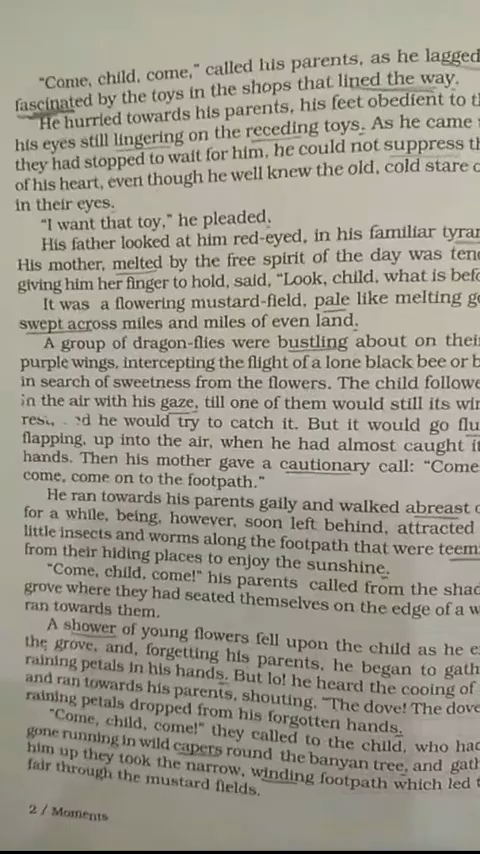 "Come, child, come," called his parents, as he lagged
fascinated by the toys in the shops that lined the way.
He hurried towards his parents, his feet obedient to
his eyes still lingering on the receding toys. As he came
they had stopped to wait for him, he could not suppress
of his heart, even though he well knew the old, cold stare
in their eyes.
"I want that toy," he pleaded.
His father looked at him red-eyed, in his familiar
His mother, melted by the free spirit of the day was
giving him her finger to hold, said, "Look, child, what is
It was a flowering mustard-field, pale like melting
swept across miles and miles of even land.
A group of dragon-flies were bustling about on
purple wings, intercepting the flight of a lone black bee or
in search of sweetness from the flowers. The child
in the air with his gaze, till one of them would still its
he would try to catch it. But it would go
flapping, up into the air, when he had almost caught
hands. Then his mother gave a cautionary call: "Come
come, come on to the footpath."
He ran towards his parents gaily and walked abreast
for a while, being, however, soon left behind, attracted
little insects and worms along the footpath that were
from their hiding places to enjoy the sunshine.
"Come, child, come!" his parents called from the
grove where they had seated themselves on the edge of a
ran towards them.
A shower of young flowers fell upon the child as he
the grove, and, forgetting his parents, he began to
raining petals in his hands. But lo! he heard the cooing of
and ran towards his parents, shouting, "The dove! The dove
raining petals dropped from his forgotten hands.
"Come, child, come!" they called to the child, who
gone running in wild capers round the banyan tree, and
him up they took the narrow, winding footpath which led
fair through the mustard fields.
2 / Moments